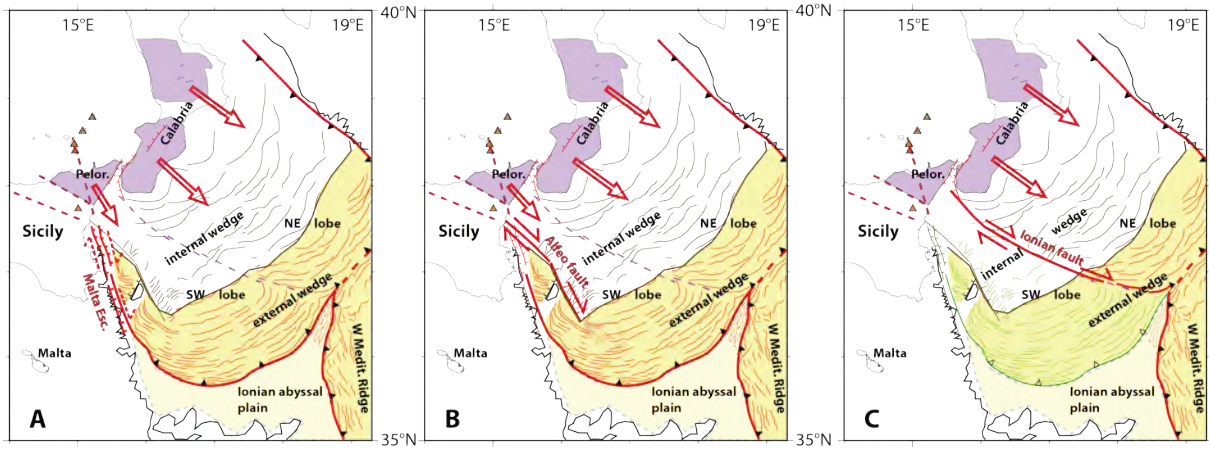 15°E
19°E
Calabria
Pelor.
Sicily
NE lobe
internal wedge
Malta Esc.
SW lobe
external wedge
Malta
W Medit. Ridge
Ionian abyssal
plain
A
40°N
15°E
19°E
Calabria
Pelor.
Sicily
NE lobe
Alfeo fault
internal wedge
SW lobe
external wedge
Malta
W Medit. Ridge
Ionian abyssal
plain
B
35°N
40°N
15°E
19°E
Calabria
Pelor.
Sicily
NE lobe
internal wedge
Ionian fault
SW lobe
external wedge
Malta
W Medit. Ridge
Ionian abyssal
plain
C
35°N